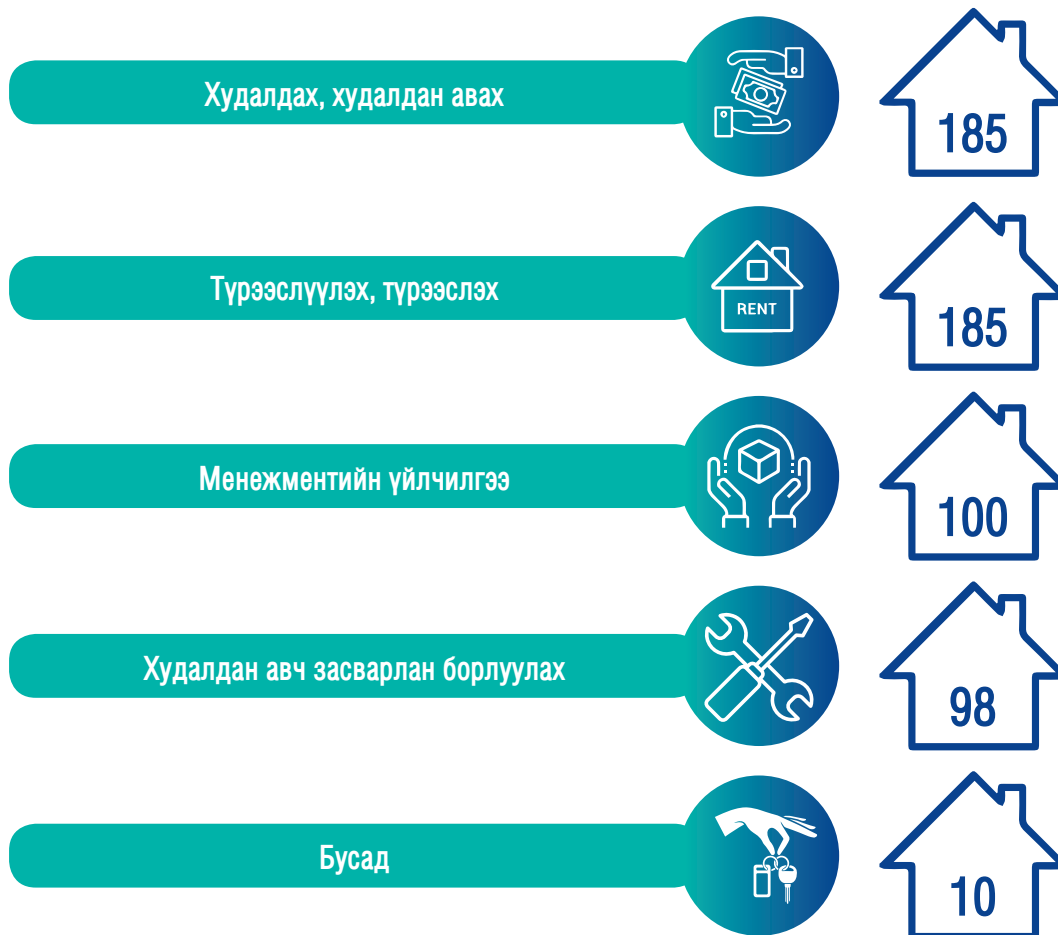 Худалдах, худалдан авах
185
Түрээслүүлэх, түрээслэх
RENT
185
Менежментийн үйлчилгээ
100
Худалдан авч засварлан борлуулах
98
Бусад
10